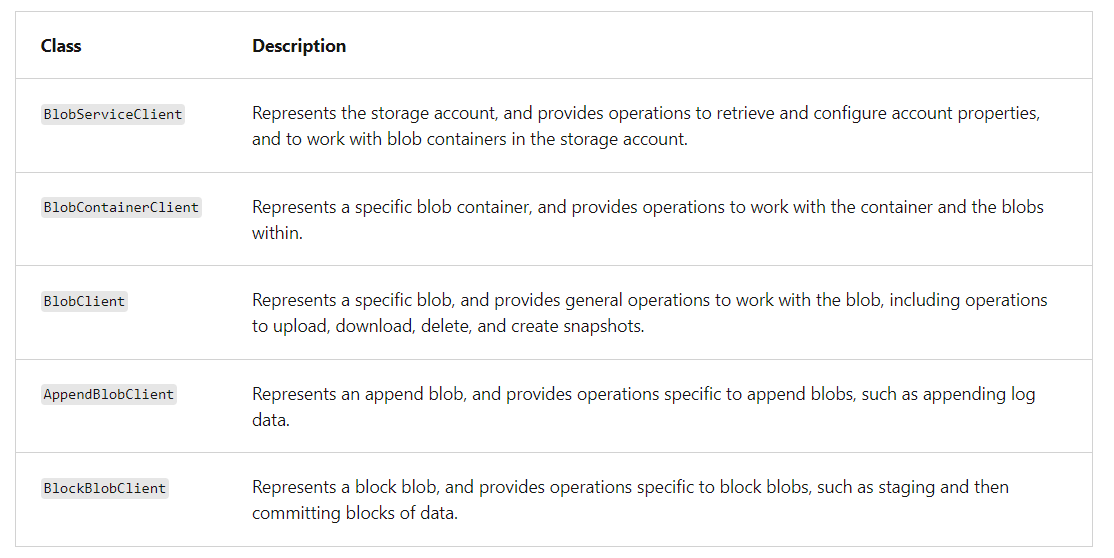 Class Description
BlobServiceClient Represents the storage account, and provides operations to retrieve and configure account properties,
and to work with blob containers in the storage account.
BlobContainerClient Represents a specific blob container, and provides operations to work with the container and the blobs
within.
BlobClient Represents a specific blob, and provides general operations to work with the blob, including operations
to upload, download, delete, and create snapshots.
AppendBlobClient Represents an append blob, and provides operations specific to append blobs, such as appending log
data.
BlockBlobClient Represents a block blob, and provides operations specific to block blobs, such as staging and then
committing blocks of data.